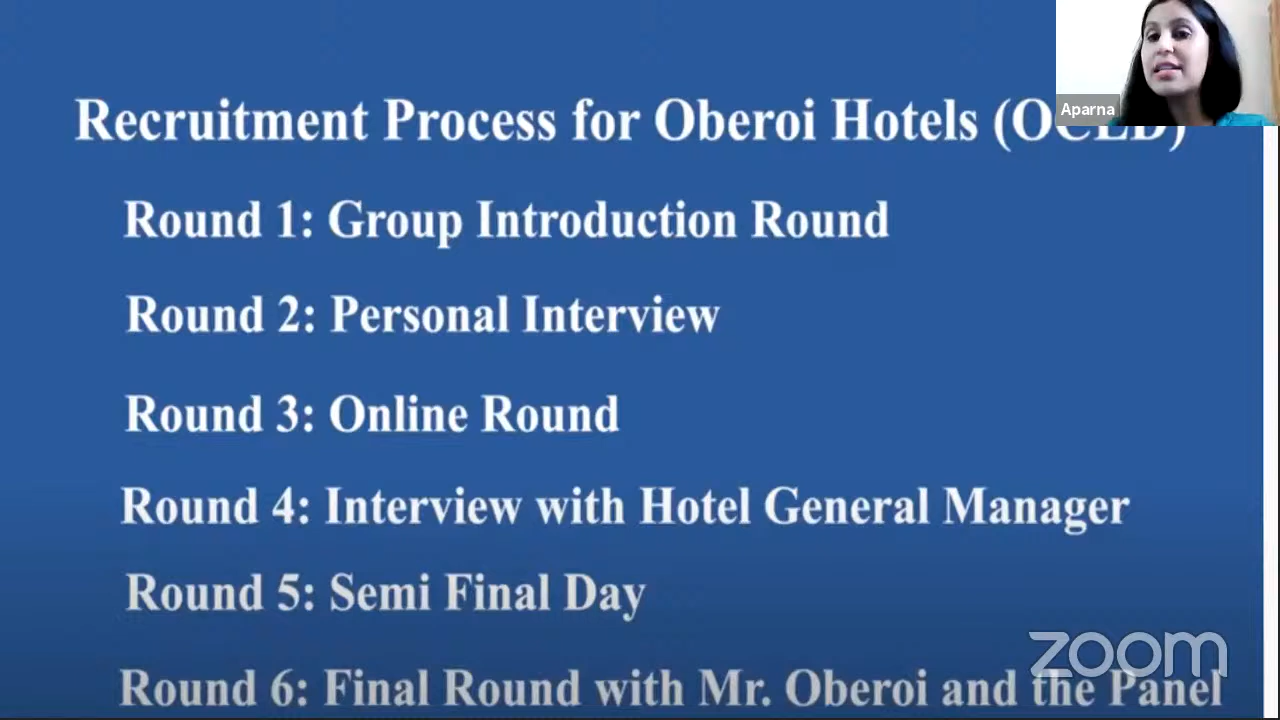 Aparna
Recruitment Process for Oberoi Hotels (OCLD)
Round 1: Group Introduction Round
Round 2: Personal Interview
Round 3: Online Round
Round 4: Interview with Hotel General Manager
Round 5: Semi Final Day
Round 6: Final Round with Mr. Oberoi and the Panel
zoom